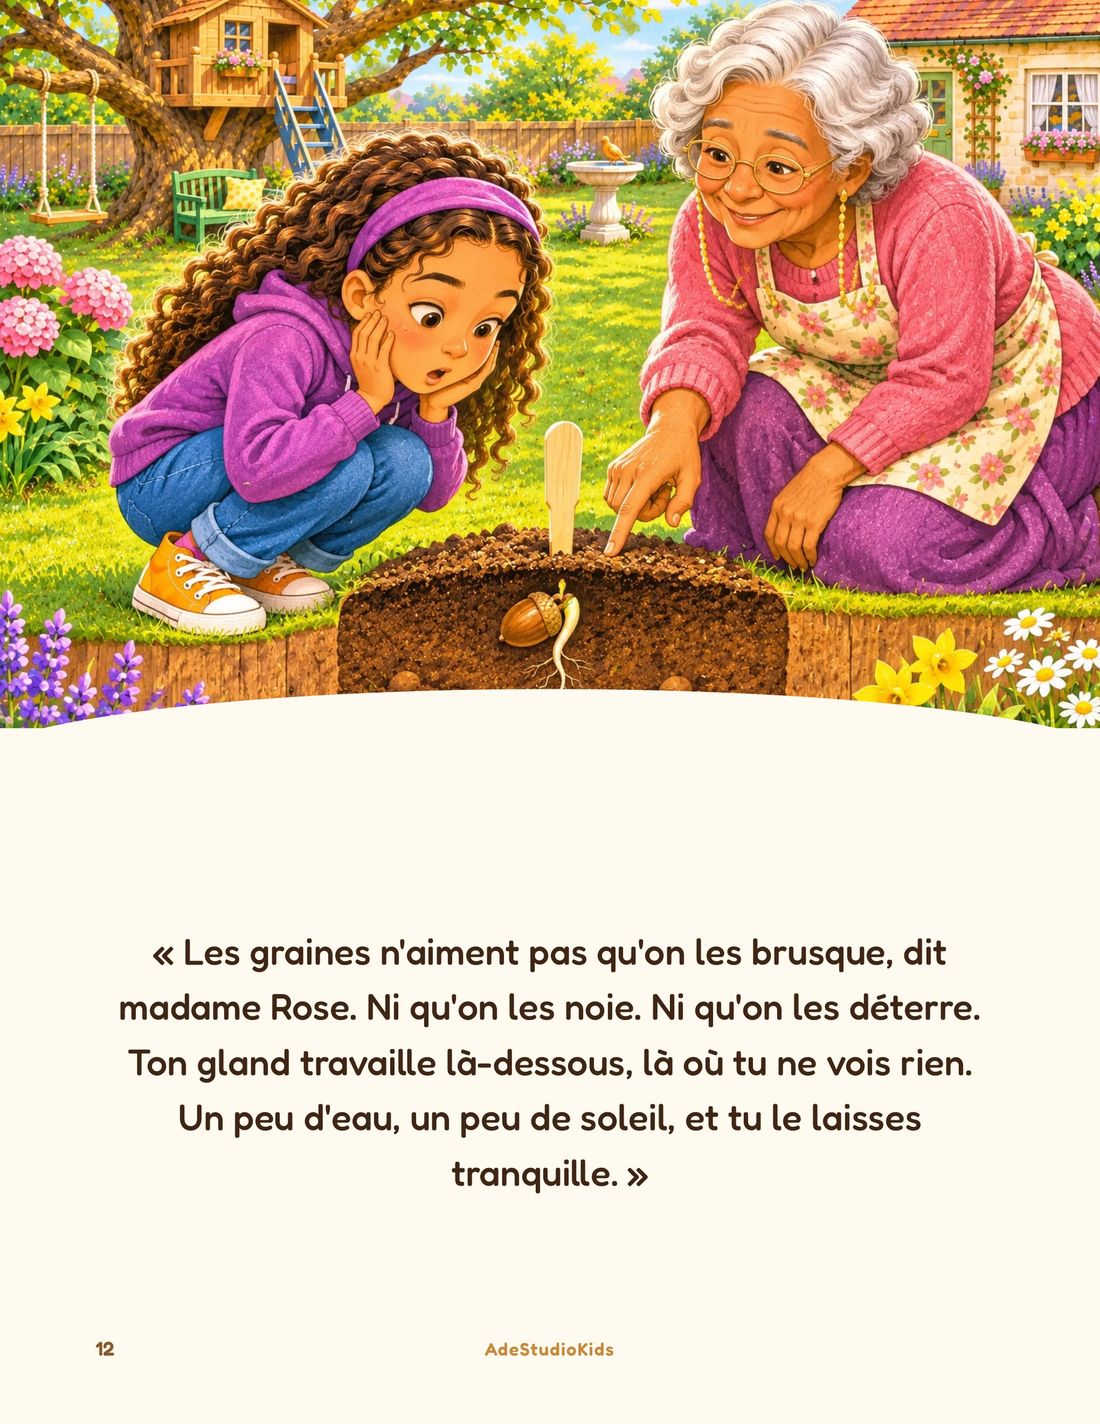 « Les graines n'aiment pas qu'on les brusque, dit
madame Rose. Ni qu'on les noie. Ni qu'on les déterre.
Ton gland travaille là-dessous, là où tu ne vois rien.
Un peu d'eau, un peu de soleil, et tu le laisses
tranquille. »
12
AdeStudioKids